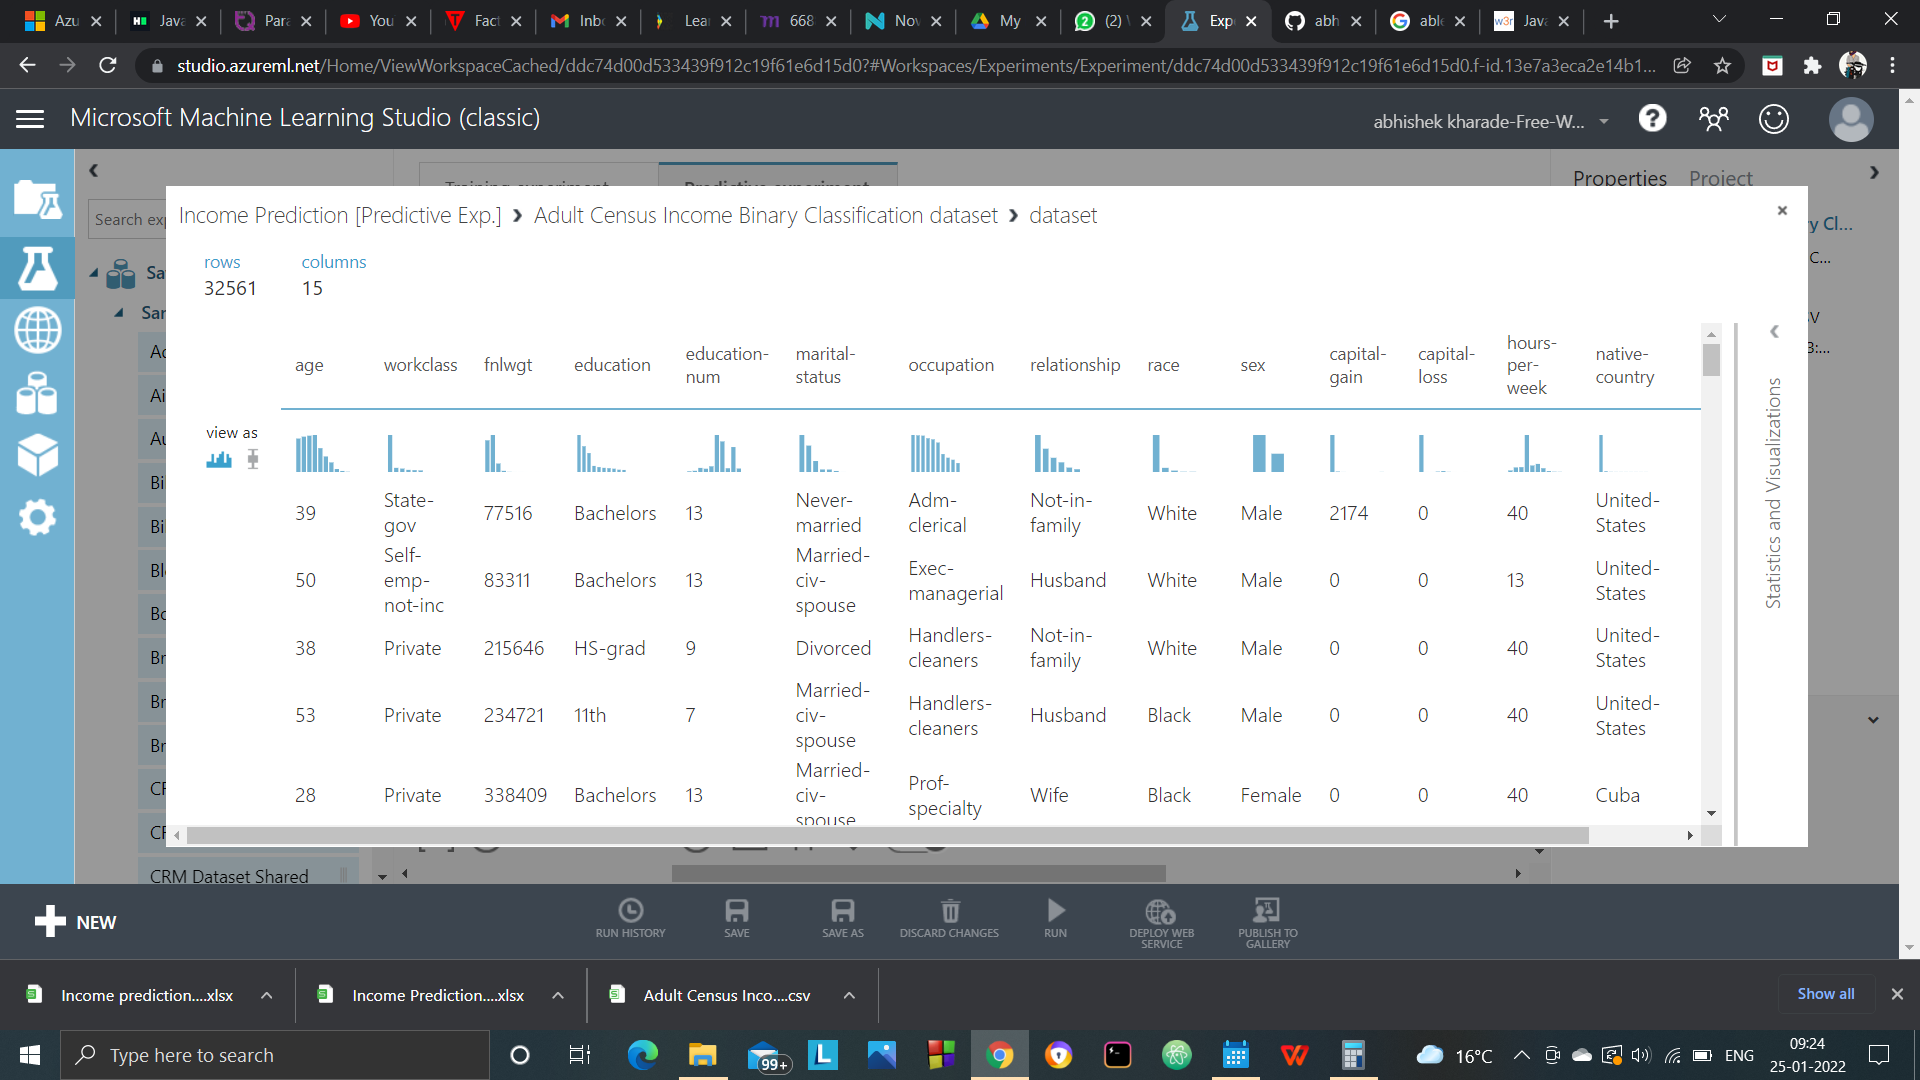 Azu
Java
Para
You
Fact
Inb
Lear
668
Nov
My
(2)
Exp
abh
able
Java
studio.azureml.net/Home/ViewWorkspaceCached/ddc74d00d533439f912c19f61e6d15d0?#Workspaces/Experiments/Experiment/ddc74d00d533439f912c19f61e6d15d0.f-id.13e7a3eca2e14b1...
Microsoft Machine Learning Studio (classic)
abhishek kharade-Free-W...
Properties Project
Search exp
Income Prediction [Predictive Exp.] › Adult Census Income Binary Classification dataset › dataset
rows columns
32561 15
age workclass fnlwgt education education-num marital-status occupation relationship race sex capital-gain capital-loss hours-per-week native-country
view as
39 State-gov 77516 Bachelors 13 Never-married Adm-clerical Not-in-family White Male 2174 0 40 United-States
50 Self-emp-not-inc 83311 Bachelors 13 Married-civ-spouse Exec-managerial Husband White Male 0 0 13 United-States
38 Private 215646 HS-grad 9 Divorced Handlers-cleaners Not-in-family White Male 0 0 40 United-States
53 Private 234721 11th 7 Married-civ-spouse Handlers-cleaners Husband Black Male 0 0 40 United-States
28 Private 338409 Bachelors 13 Married-civ-spouse Prof-specialty Wife Black Female 0 0 40 Cuba
Statistics and Visualizations
CRM Dataset Shared
NEW
RUN HISTORY
SAVE
SAVE AS
DISCARD CHANGES
RUN
DEPLOY WEB SERVICE
PUBLISH TO GALLERY
Income prediction....xlsx
Income Prediction....xlsx
Adult Census Inco....csv
Show all
Type here to search
99+
16°C
ENG
09:24
25-01-2022